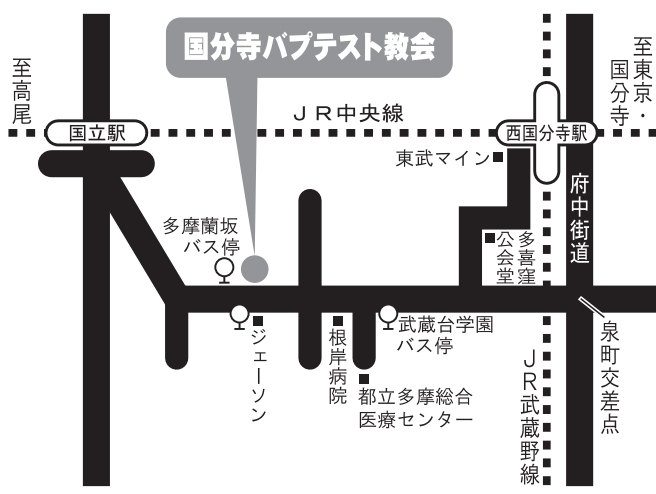 国分寺バプテスト教会
至高尾
国立駅
JR中央線
西国分寺駅
至東京・
国分寺
東武マイン
府中街道
多摩蘭坂
バス停
多喜窪
公会堂
ジェーソン
根岸病院
武蔵台学園
バス停
都立多摩総合
医療センター
JR武蔵野線
泉町交差点